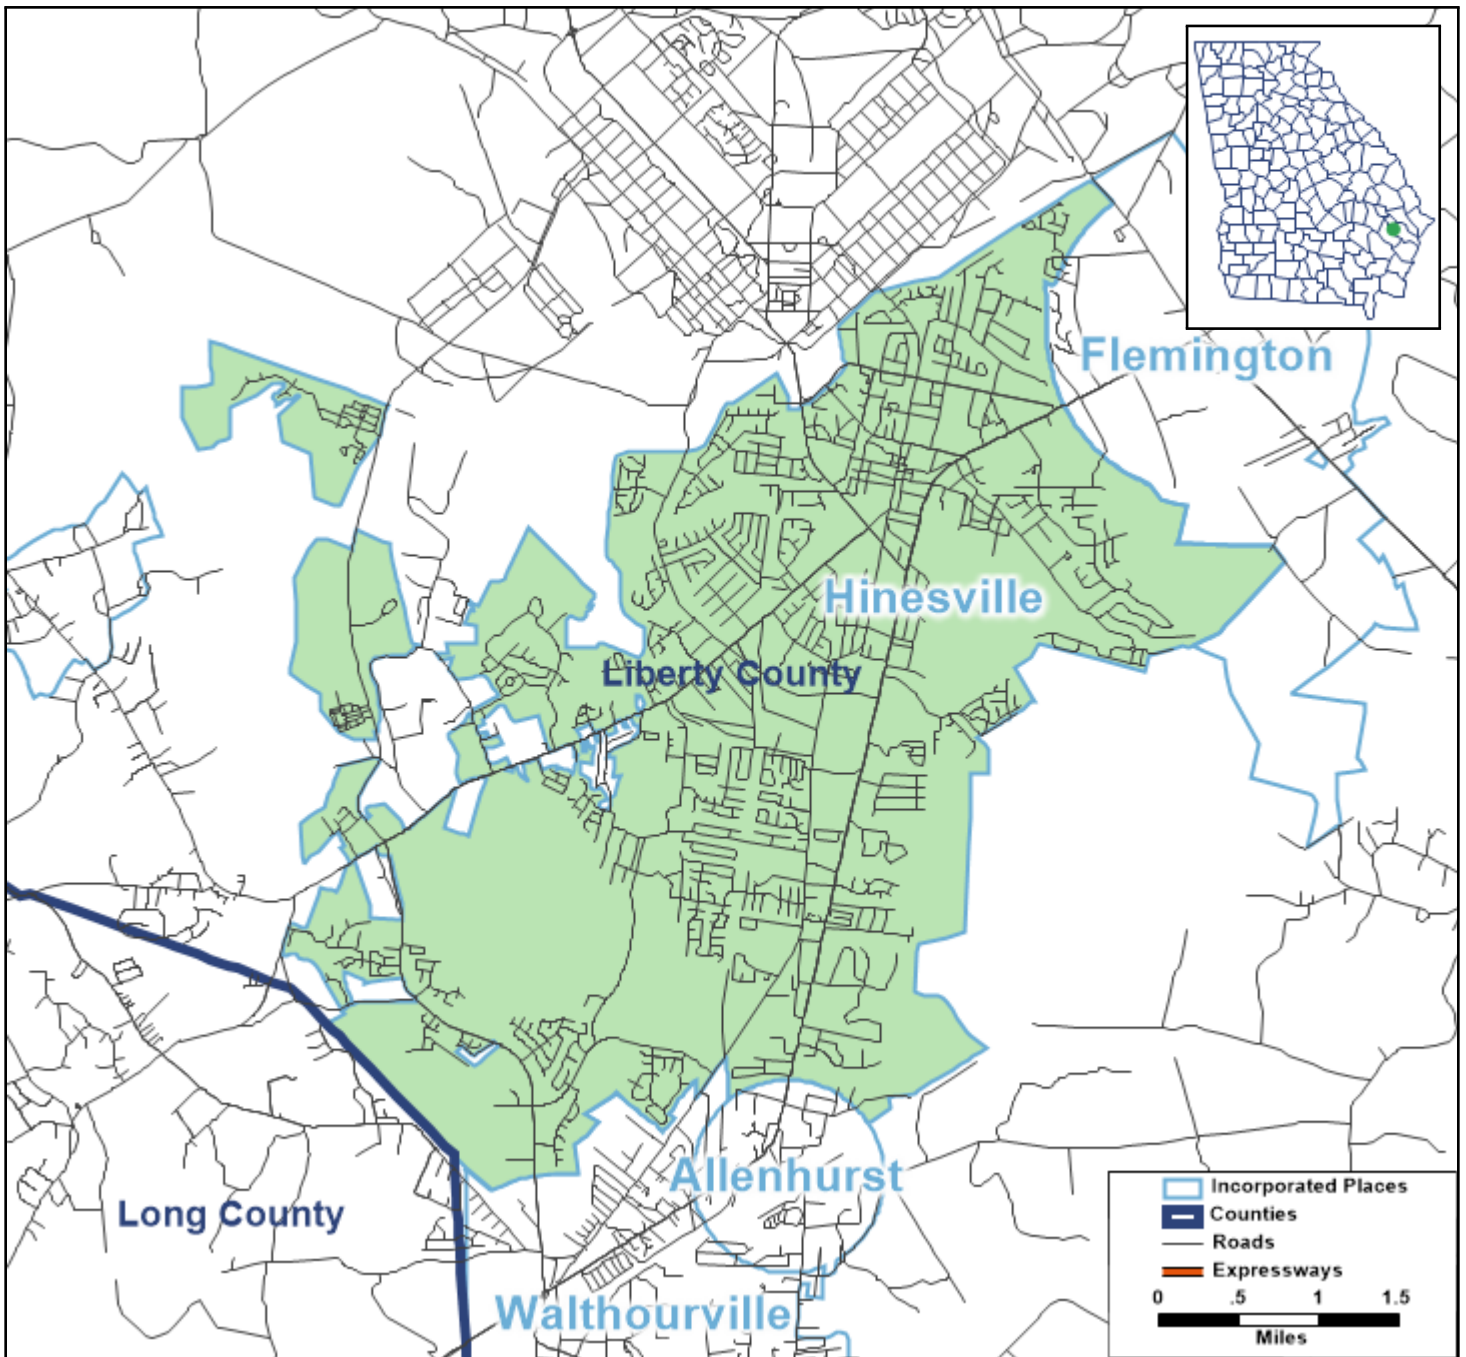 Flemington
Hinesville
Liberty County
Allenhurst
Long County
Walthourville
Incorporated Places
Counties
Roads
Expressways
0 .5 1 1.5
Miles